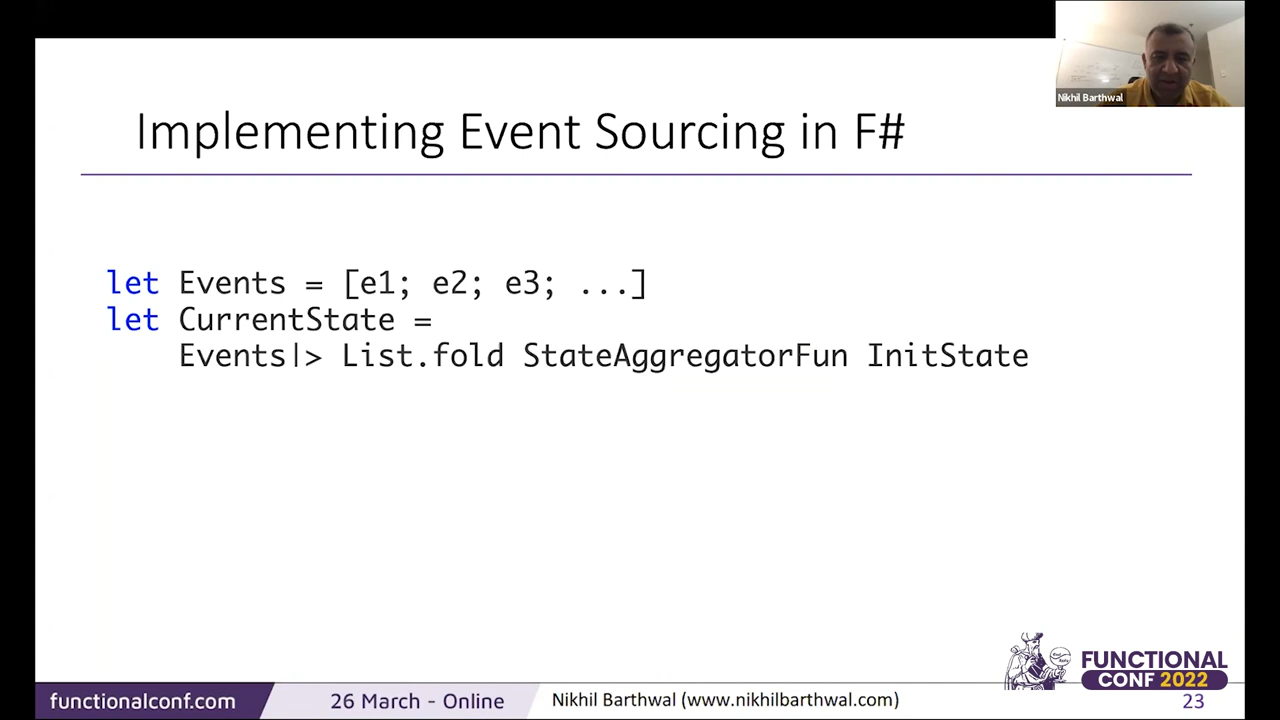 Nikhil Barthwal
Implementing Event Sourcing in F#
let Events = [e1; e2; e3; ...]
let CurrentState =
Events|> List.fold StateAggregatorFun InitState
FUNCTIONAL
CONF 2022
functionalconf.com
26 March - Online
Nikhil Barthwal (www.nikhilbarthwal.com)
23